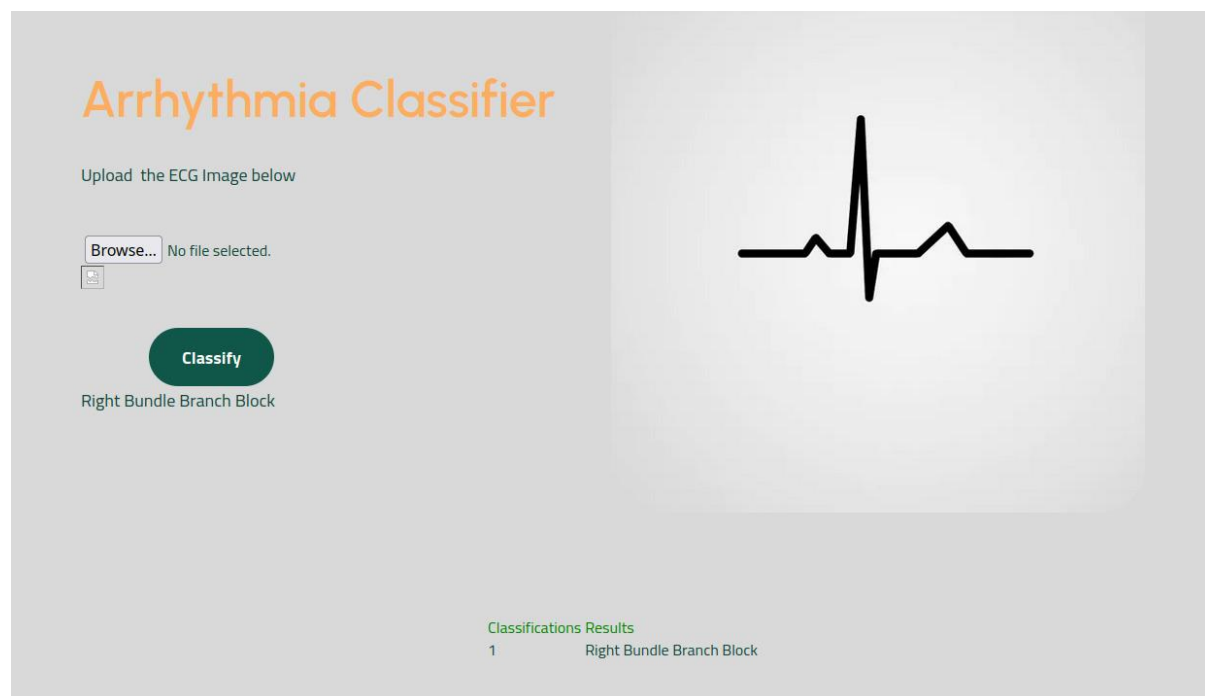 Arrhythmia Classifier
Upload the ECG Image below
Browse... No file selected.
Classify
Right Bundle Branch Block
Classifications Results
1 Right Bundle Branch Block